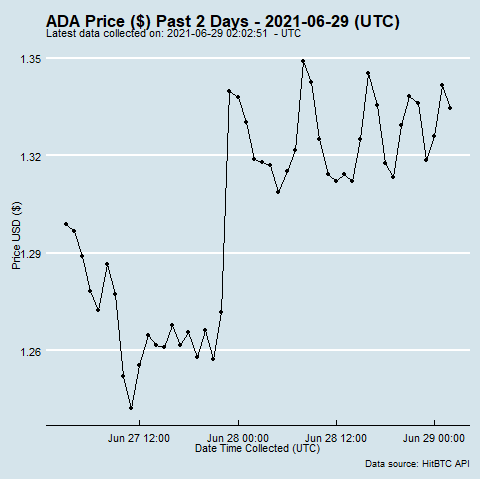 ADA Price ($) Past 2 Days - 2021-06-29 (UTC)
Latest data collected on: 2021-06-29 02:02:51 - UTC
1.35
1.32
1.29
1.26
Price USD ($)
Jun 27 12:00 Jun 28 00:00 Jun 28 12:00 Jun 29 00:00
Date Time Collected (UTC)
Data source: HitBTC API